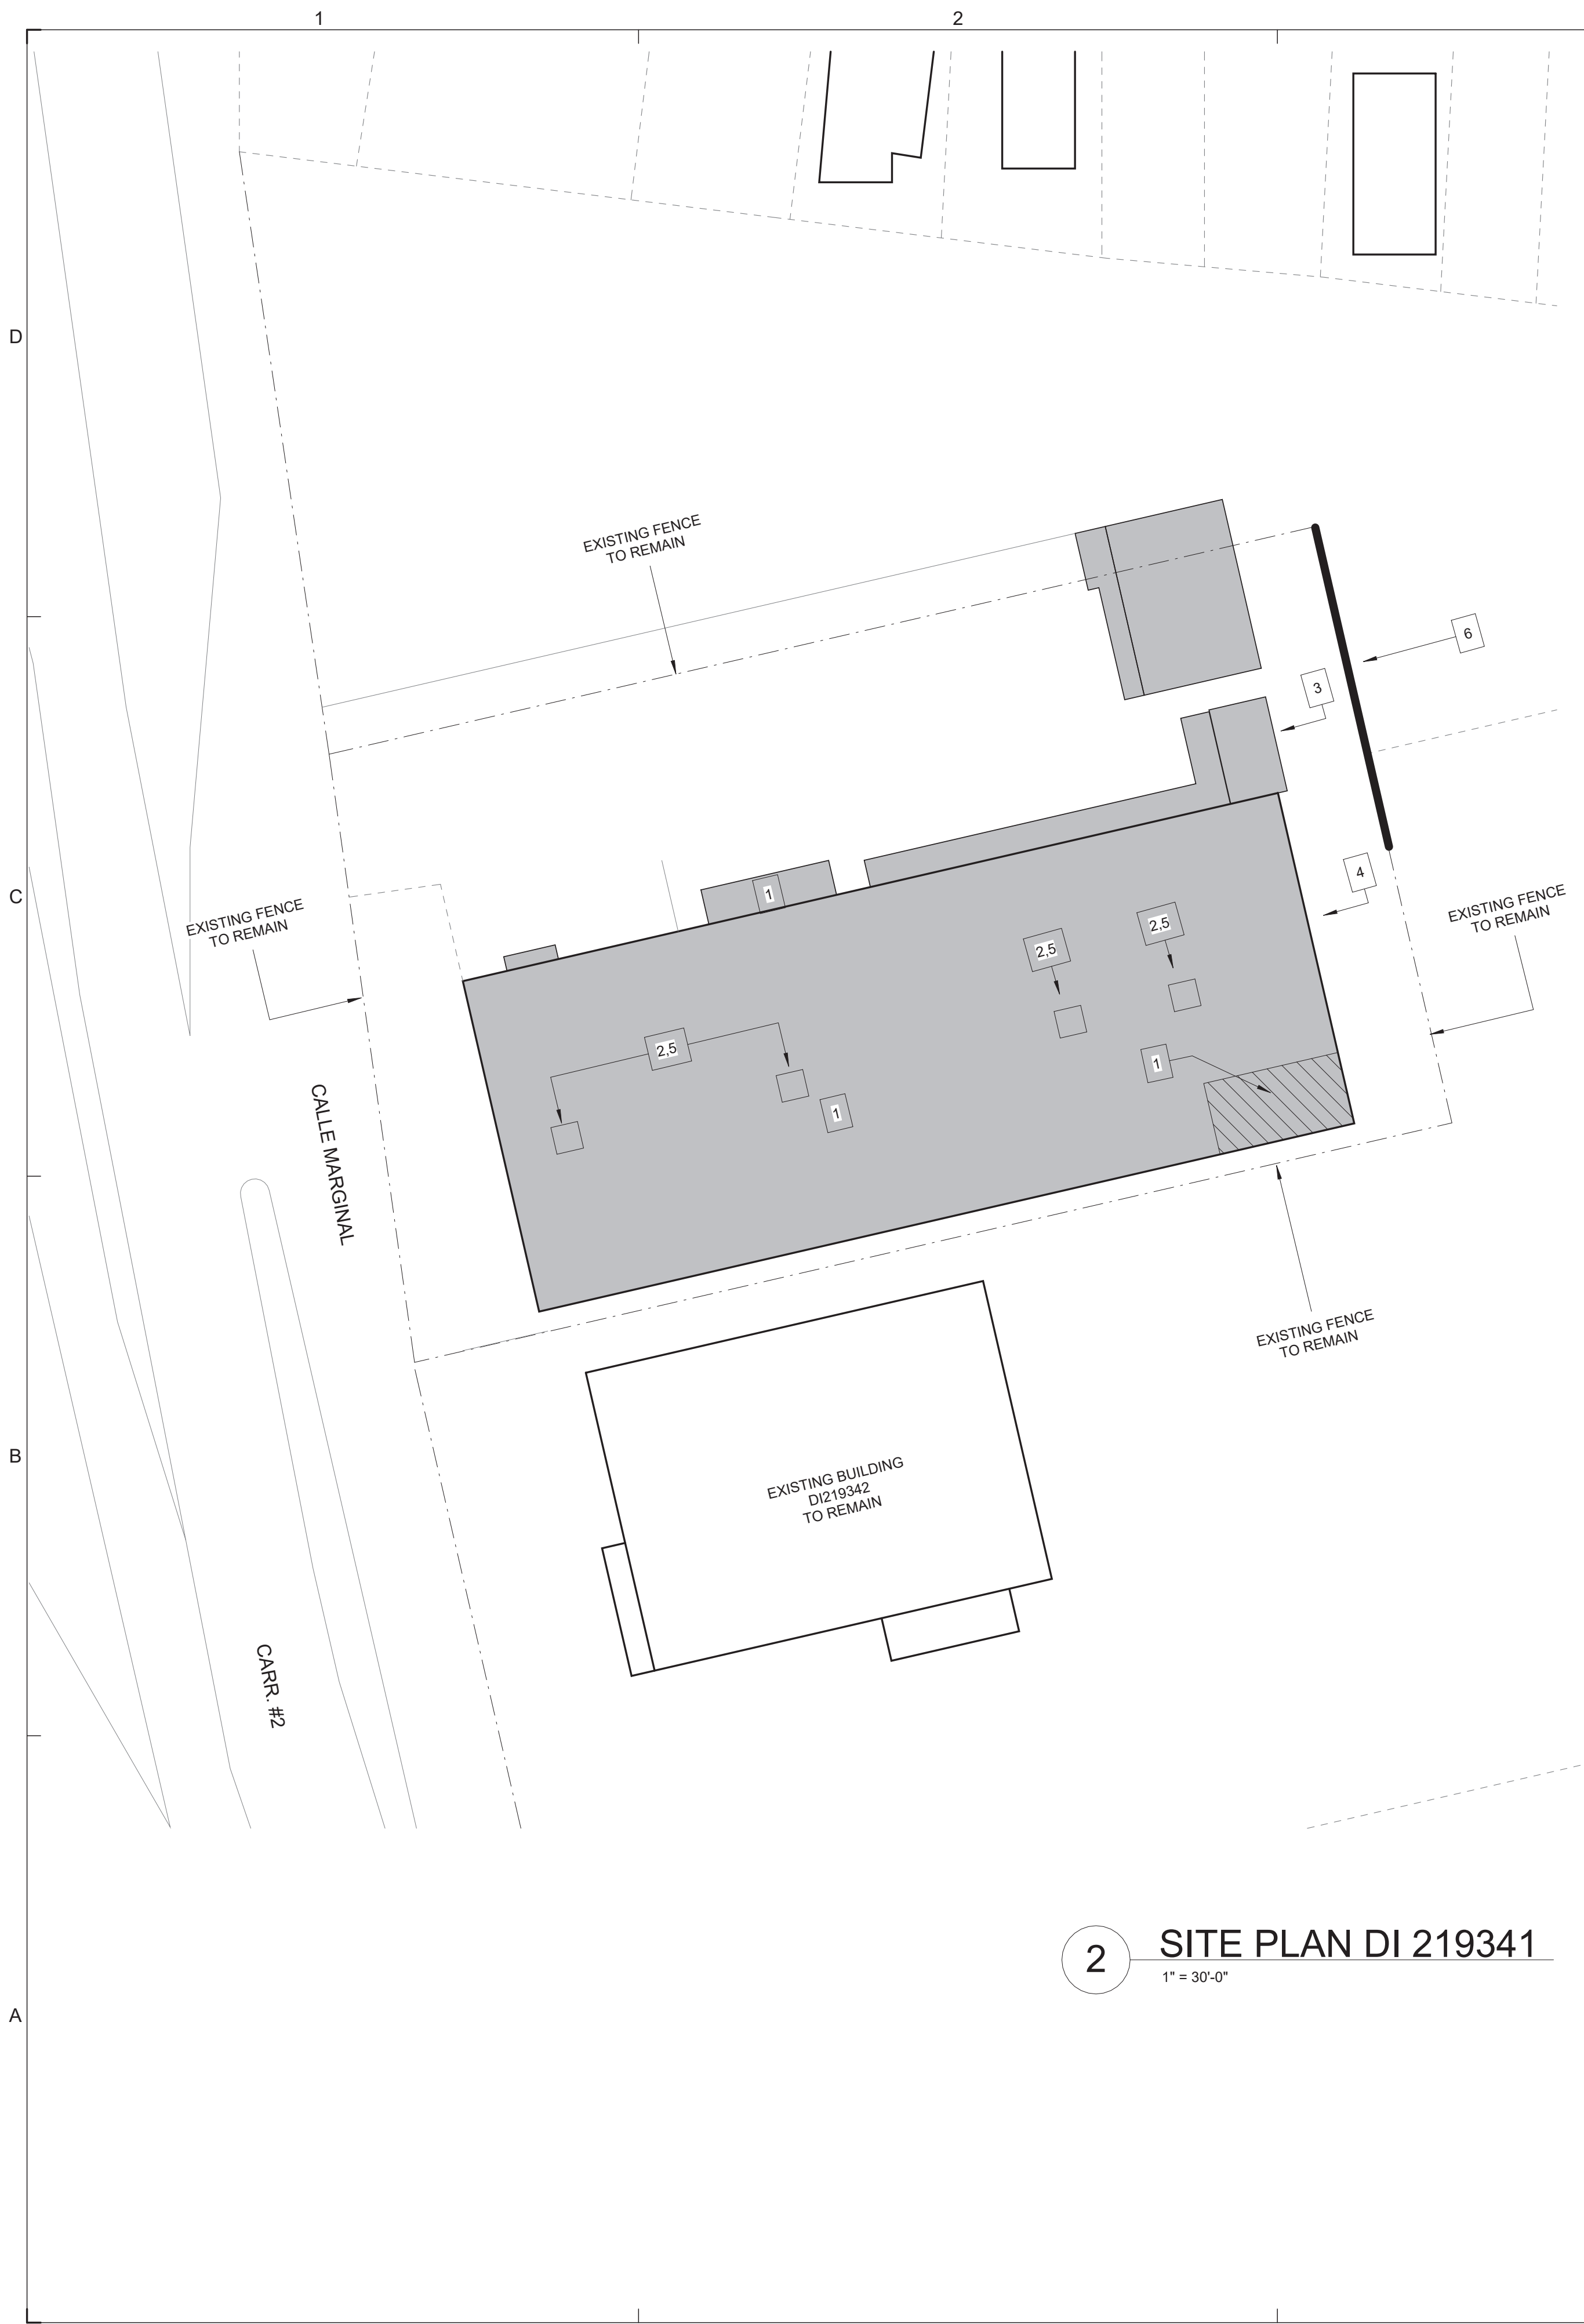 1
2
D
EXISTING FENCE
TO REMAIN
6
3
C
1
4
EXISTING FENCE
TO REMAIN
EXISTING FENCE
TO REMAIN
2,5
2,5
2,5
1
1
CALLE MARGINAL
EXISTING FENCE
TO REMAIN
B
EXISTING BUILDING
DI219342
TO REMAIN
CARR. #2
2
SITE PLAN DI 219341
1" = 30'-0"
A